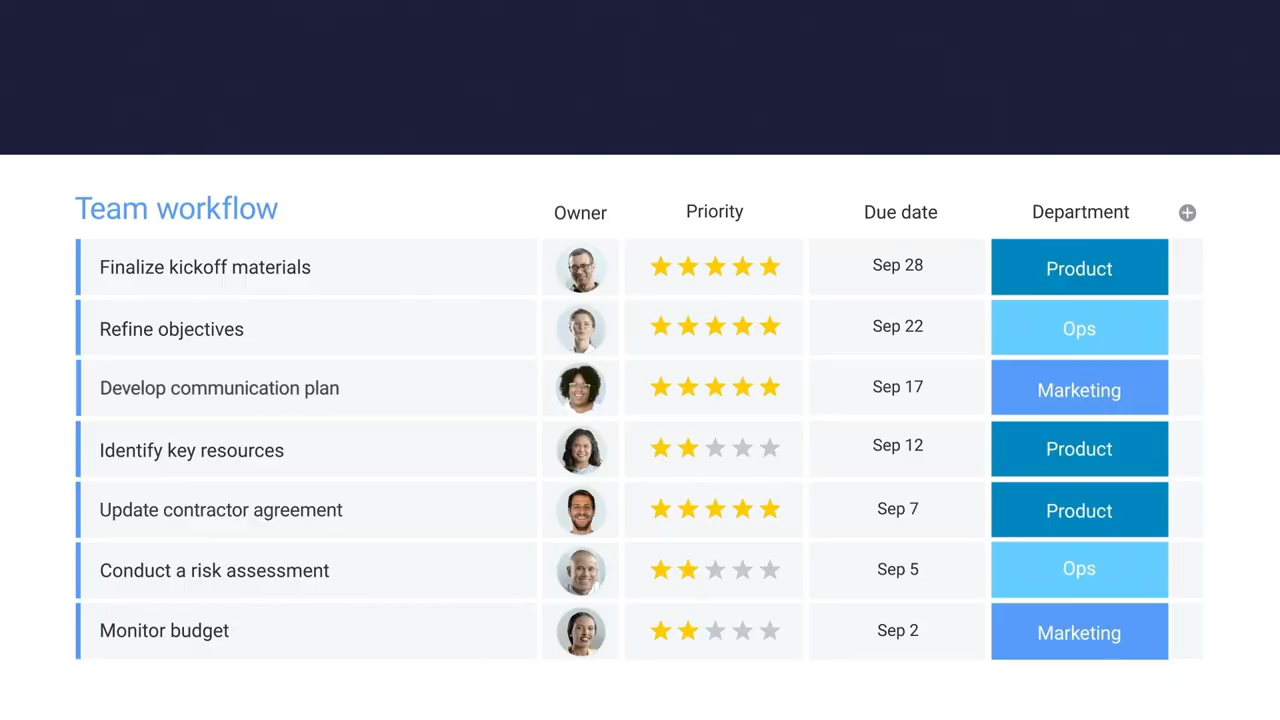 Team workflow Owner Priority Due date Department
Finalize kickoff materials Sep 28 Product
Refine objectives Sep 22 Ops
Develop communication plan Sep 17 Marketing
Identify key resources Sep 12 Product
Update contractor agreement Sep 7 Product
Conduct a risk assessment Sep 5 Ops
Monitor budget Sep 2 Marketing